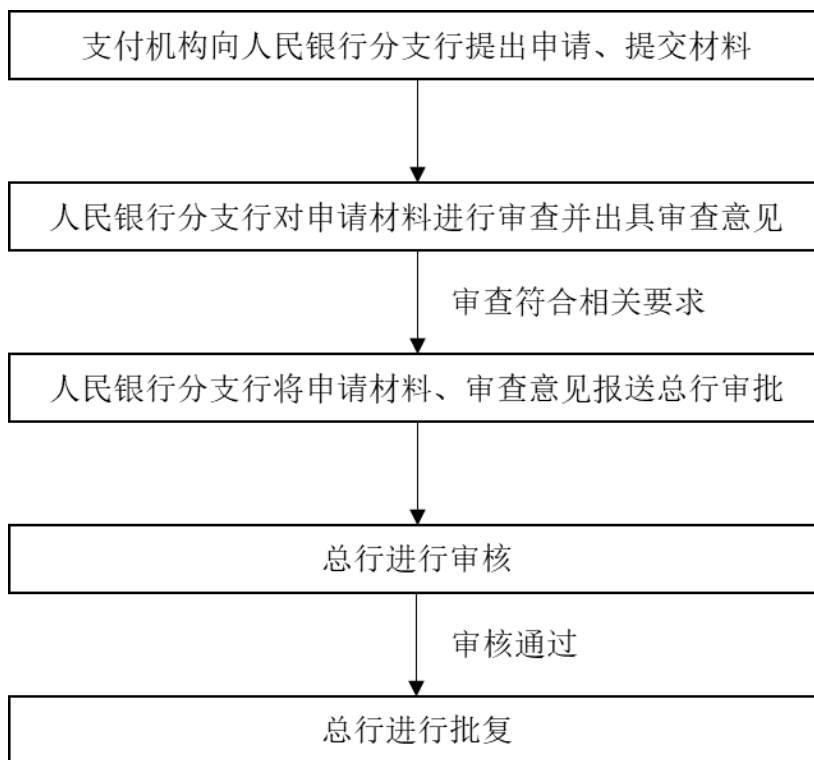 支付机构向人民银行分支行提出申请、提交材料
人民银行分支行对申请材料进行审查并出具审查意见
审查符合相关要求
人民银行分支行将申请材料、审查意见报送总行审批
总行进行审核
审核通过
总行进行批复